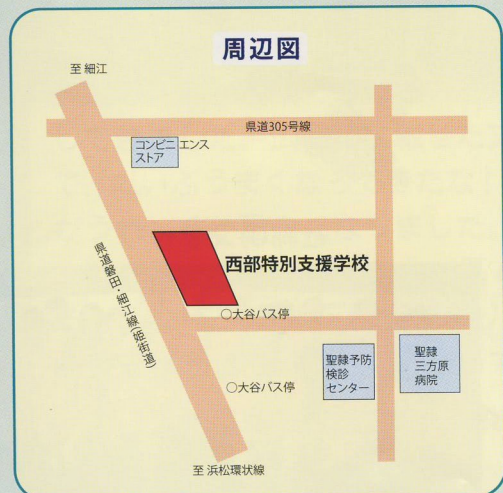 周辺図
至 細江
県道305号線
コンビニエンス
ストア
県道磐田・細江線(姫街道)
西部特別支援学校
○大谷バス停
聖隷予防
検診
センター
聖隷
三方原
病院
○大谷バス停
至 浜松環状線